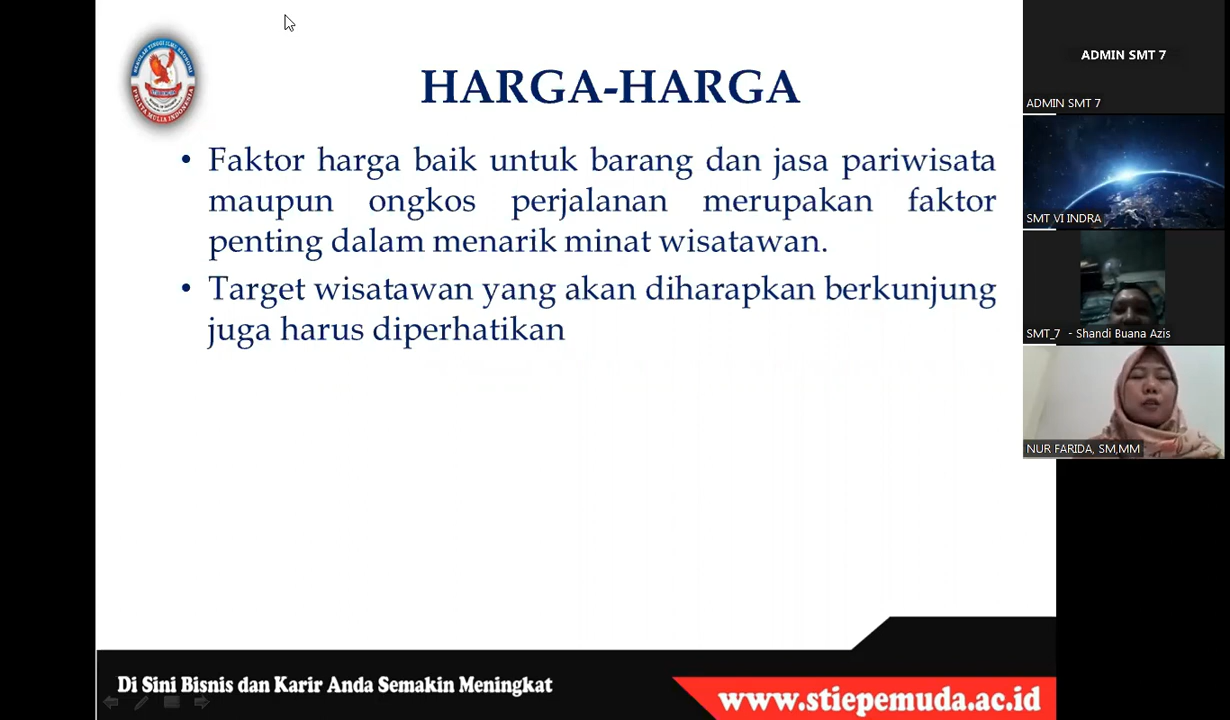 HARGA-HARGA
• Faktor harga baik untuk barang dan jasa pariwisata
maupun ongkos perjalanan merupakan faktor
penting dalam menarik minat wisatawan.
• Target wisatawan yang akan diharapkan berkunjung
juga harus diperhatikan
Di Sini Bisnis dan Karir Anda Semakin Meningkat
www.stiepemuda.ac.id
ADMIN SMT 7
ADMIN SMT 7
SMT VI INDRA
SMT_7 - Shandi Buana Azis
NUR FARIDA, SM,MM